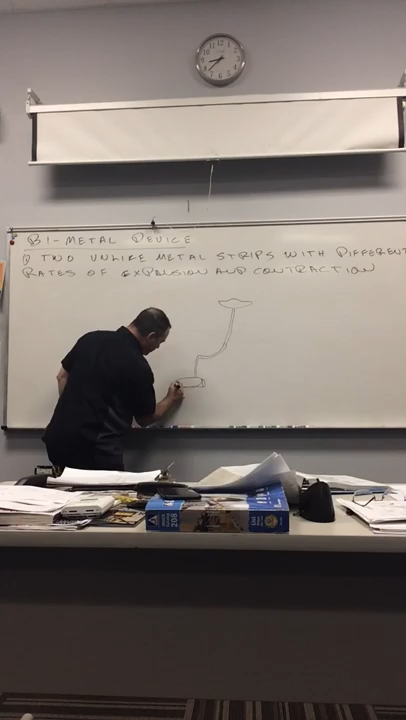 BI-METAL DEVICE
① TWO UNLIKE METAL STRIPS WITH DIFFERENT
RATES OF EXPANSION AND CONTRACTION